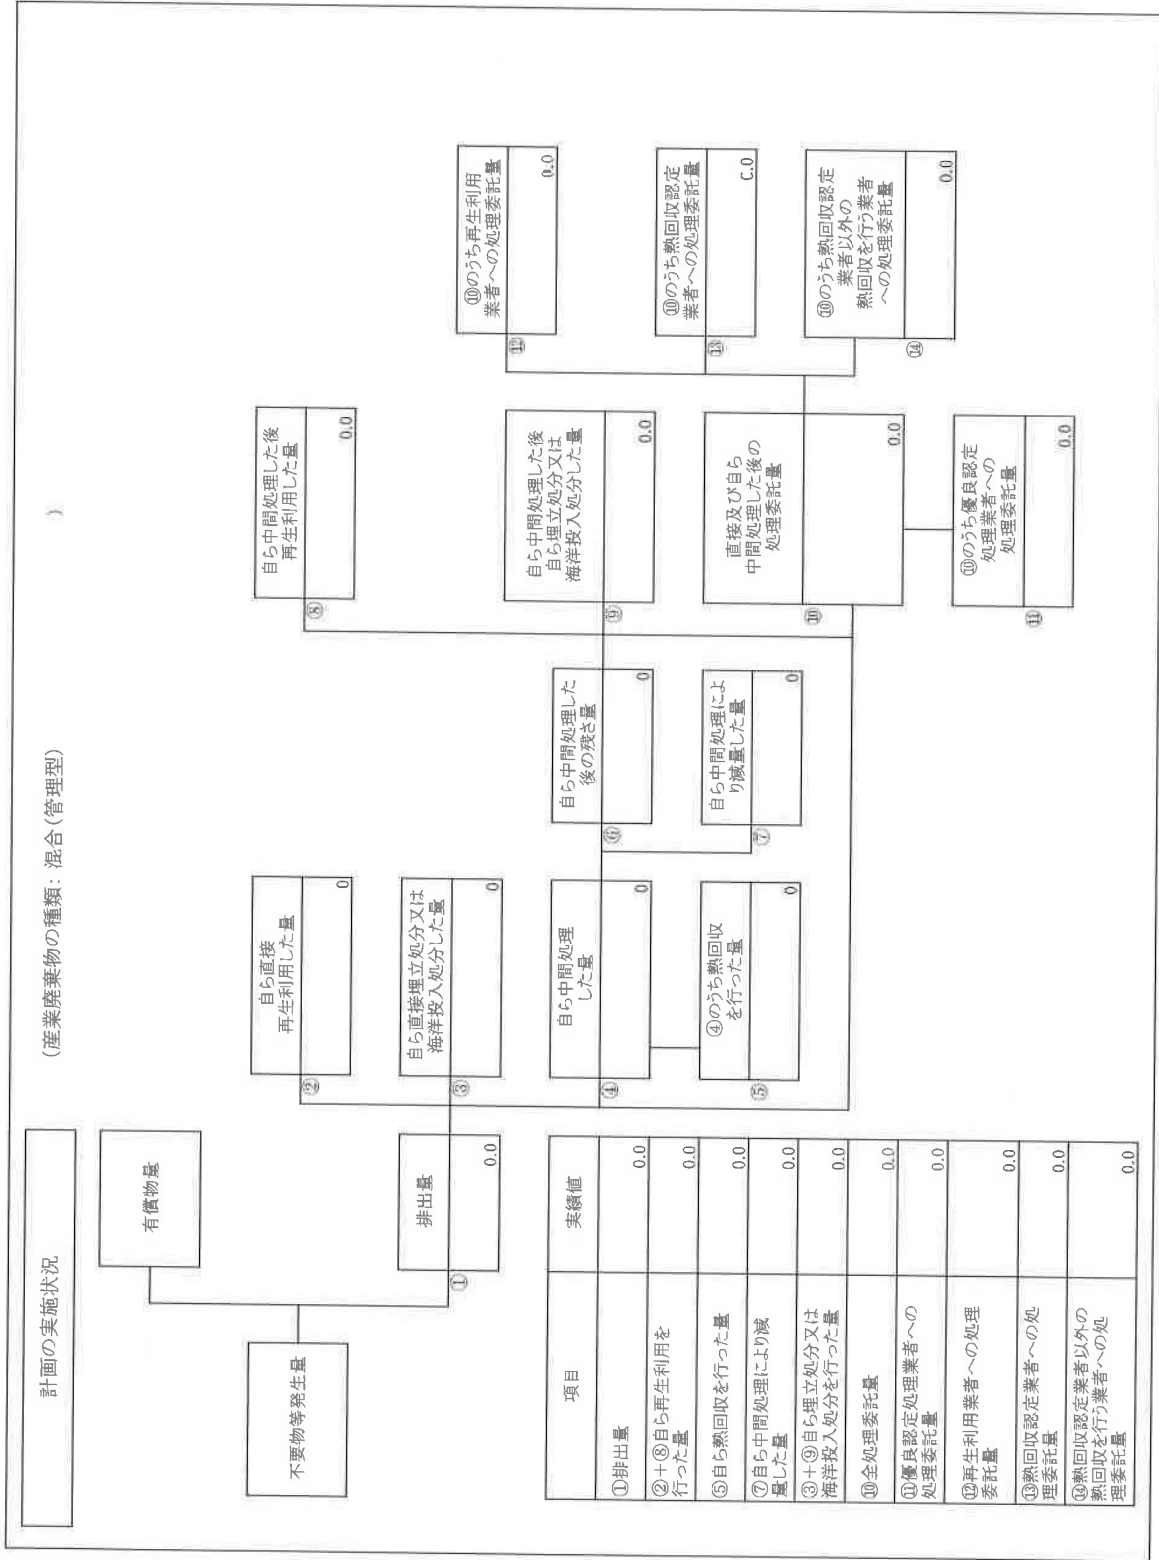 計画の実施状況
(産業廃棄物の種類: 混合(管理型)
)
不要物等発生量
有償物量
①
排出量
0.0
②
自ら直接
再生利用した量
0
③
自ら直接埋立処分又は
海洋投入処分した量
0
④
自ら中間処理
した量
0
⑤
④のうち熱回収
を行った量
0
⑥
自ら中間処理した
後の残さ量
0
⑦
自ら中間処理によ
り減量した量
0
⑧
自ら中間処理した後
再生利用した量
0.0
⑨
自ら中間処理した後
自ら埋立処分又は
海洋投入処分した量
0.0
⑩
直接及び自ら
中間処理した後の
処理委託量
0.0
⑪
⑩のうち優良認定
処理業者への
処理委託量
0.0
⑫
⑩のうち再生利用
業者への処理委託量
0.0
⑬
⑩のうち熱回収認定
業者への処理委託量
C.0
⑭
⑩のうち熱回収認定
業者以外の
熱回収を行う業者
への処理委託量
0.0
項目 実績値
①排出量 0.0
②+⑧自ら再生利用を
行った量 0.0
⑤自ら熱回収を行った量 0.0
⑦自ら中間処理により減
量した量 0.0
③+⑨自ら埋立処分又は
海洋投入処分を行った量 0.0
⑩全処理委託量 0.0
⑪優良認定処理業者への
処理委託量 0.0
⑫再生利用業者への処理
委託量 0.0
⑬熱回収認定業者への処
理委託量 0.0
⑭熱回収認定業者以外の
熱回収を行う業者への処
理委託量 0.0